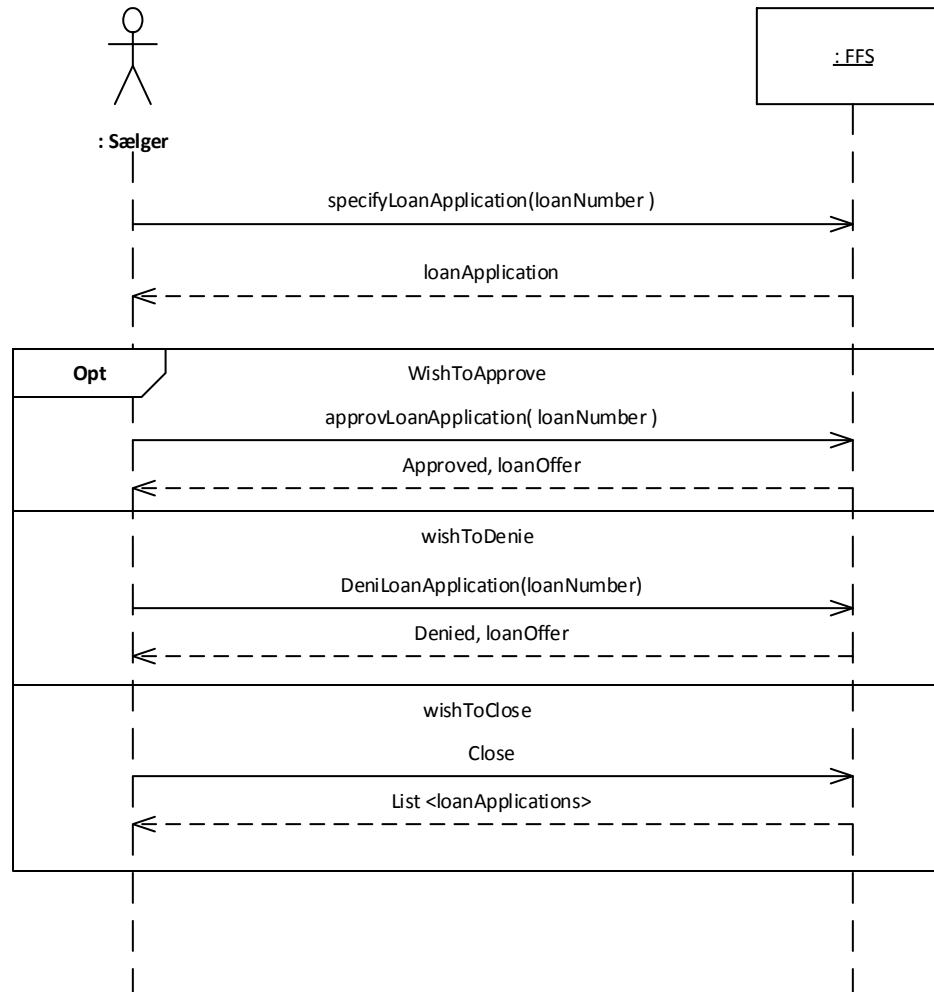 : FFS
: Sælger
specifyLoanApplication(loanNumber )
loanApplication
Opt
WishToApprove
approvLoanApplication( loanNumber )
Approved, loanOffer
wishToDenie
DeniLoanApplication(loanNumber)
Denied, loanOffer
wishToClose
Close
List <loanApplications>